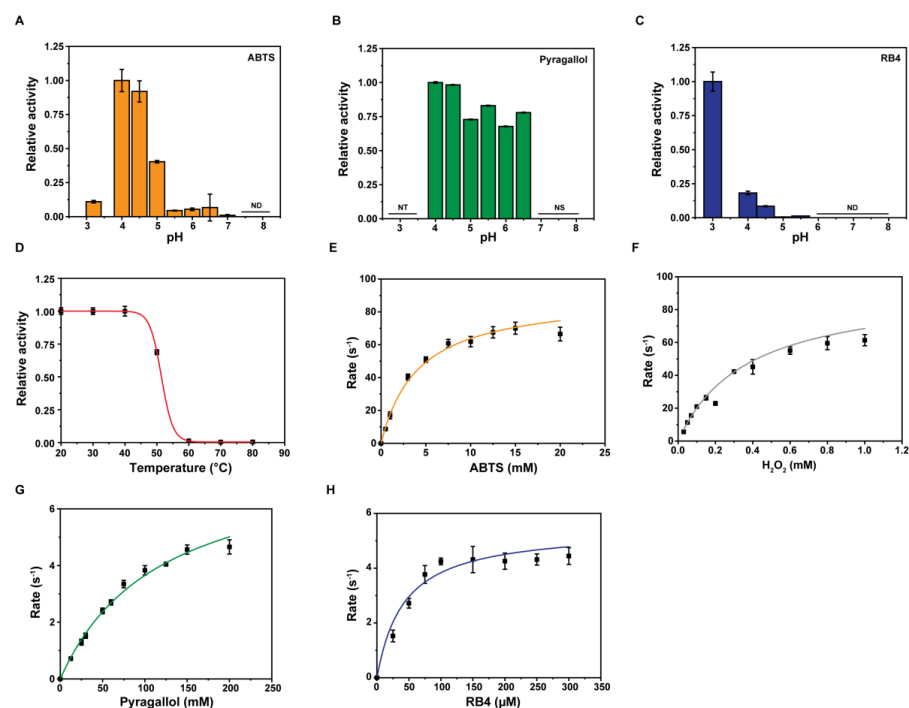 A
ABTS
Relative activity
1.25
1.00
0.75
0.50
0.25
0.00
ND
3 4 5 6 7 8
pH
B
Pyragallol
Relative activity
1.25
1.00
0.75
0.50
0.25
0.00
NT
NS
3 4 5 6 7 8
pH
C
RB4
Relative activity
1.25
1.00
0.75
0.50
0.25
0.00
ND
3 4 5 6 7 8
pH
D
Relative activity
1.25
1.00
0.75
0.50
0.25
0.00
20 30 40 50 60 70 80 90
Temperature (°C)
E
Rate (s⁻¹)
100
80
60
40
20
0
0 5 10 15 20 25
ABTS (mM)
F
Rate (s⁻¹)
100
80
60
40
20
0
0.0 0.2 0.4 0.6 0.8 1.0 1.2
H₂O₂ (mM)
G
Rate (s⁻¹)
6
4
2
0
0 50 100 150 200 250
Pyragallol (mM)
H
Rate (s⁻¹)
6
4
2
0
0 50 100 150 200 250 300 350
RB4 (µM)